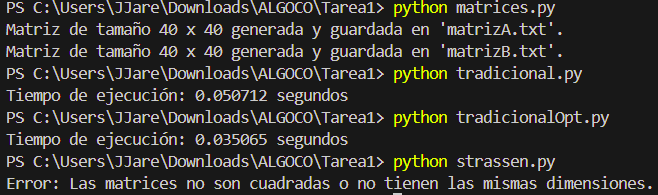 PS C:\Users\JJare\Downloads\ALGOCO\Tarea1> python matrices.py
Matriz de tamaño 40 x 40 generada y guardada en 'matrizA.txt'.
Matriz de tamaño 40 x 40 generada y guardada en 'matrizB.txt'.
PS C:\Users\JJare\Downloads\ALGOCO\Tarea1> python tradicional.py
Tiempo de ejecución: 0.050712 segundos
PS C:\Users\JJare\Downloads\ALGOCO\Tarea1> python tradicionalOpt.py
Tiempo de ejecución: 0.035065 segundos
PS C:\Users\JJare\Downloads\ALGOCO\Tarea1> python strassen.py
Error: Las matrices no son cuadradas o no tienen las mismas dimensiones.